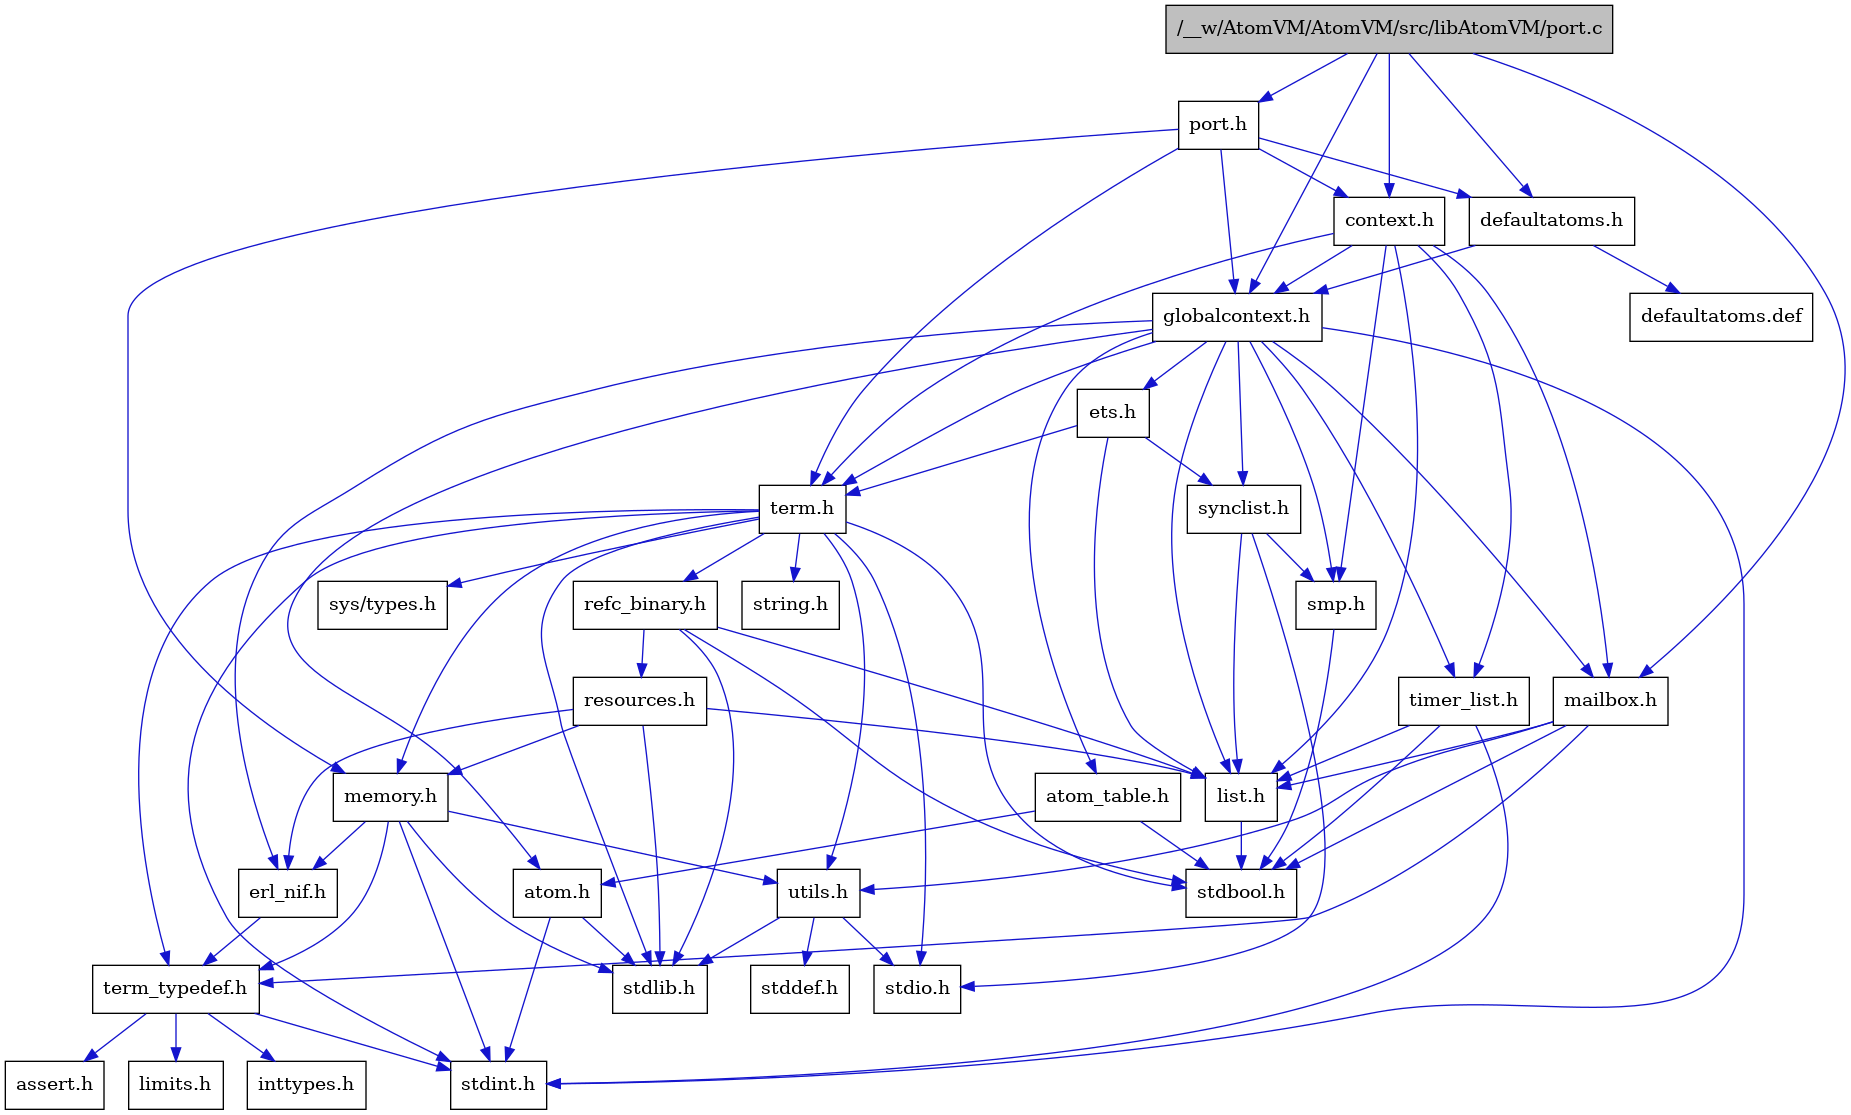 /__w/AtomVM/AtomVM/src/libAtomVM/port.c
port.h
context.h
defaultatoms.h
globalcontext.h
defaultatoms.def
ets.h
term.h
synclist.h
sys/types.h
refc_binary.h
string.h
smp.h
resources.h
timer_list.h
mailbox.h
memory.h
atom_table.h
list.h
erl_nif.h
atom.h
utils.h
stdbool.h
term_typedef.h
stdlib.h
stddef.h
stdio.h
assert.h
limits.h
inttypes.h
stdint.h